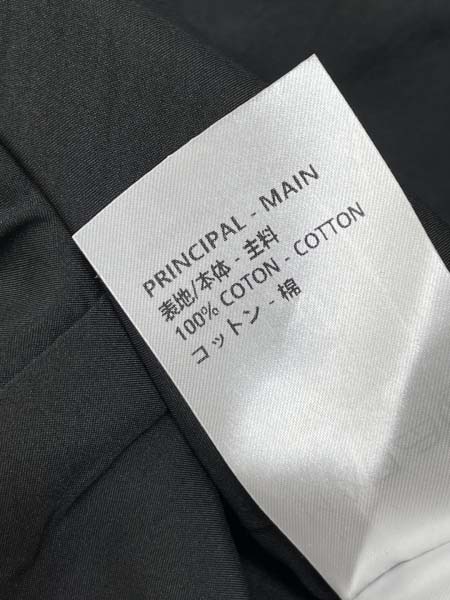 PRINCIPAL - MAIN
表地/本体 - 主料
100% COTON - COTTON
コットン - 棉